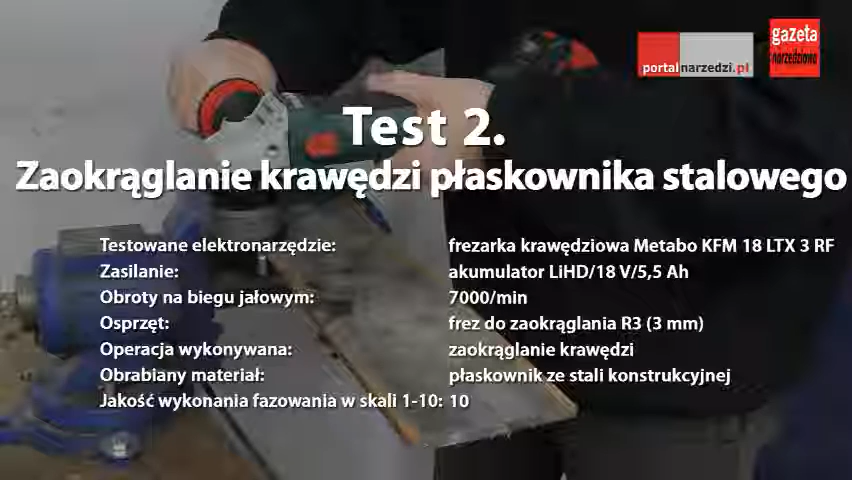 portalnarzedzi.pl
gazeta
narzędziowa
Test 2.
Zaokrąglanie krawędzi płaskownika stalowego
Testowane elektronarzędzie: frezarka krawędziowa Metabo KFM 18 LTX 3 RF
Zasilanie: akumulator LiHD/18 V/5,5 Ah
Obroty na biegu jałowym: 7000/min
Osprzęt: frez do zaokrąglania R3 (3 mm)
Operacja wykonywana: zaokrąglanie krawędzi
Obrabiany materiał: płaskownik ze stali konstrukcyjnej
Jakość wykonania fazowania w skali 1-10: 10